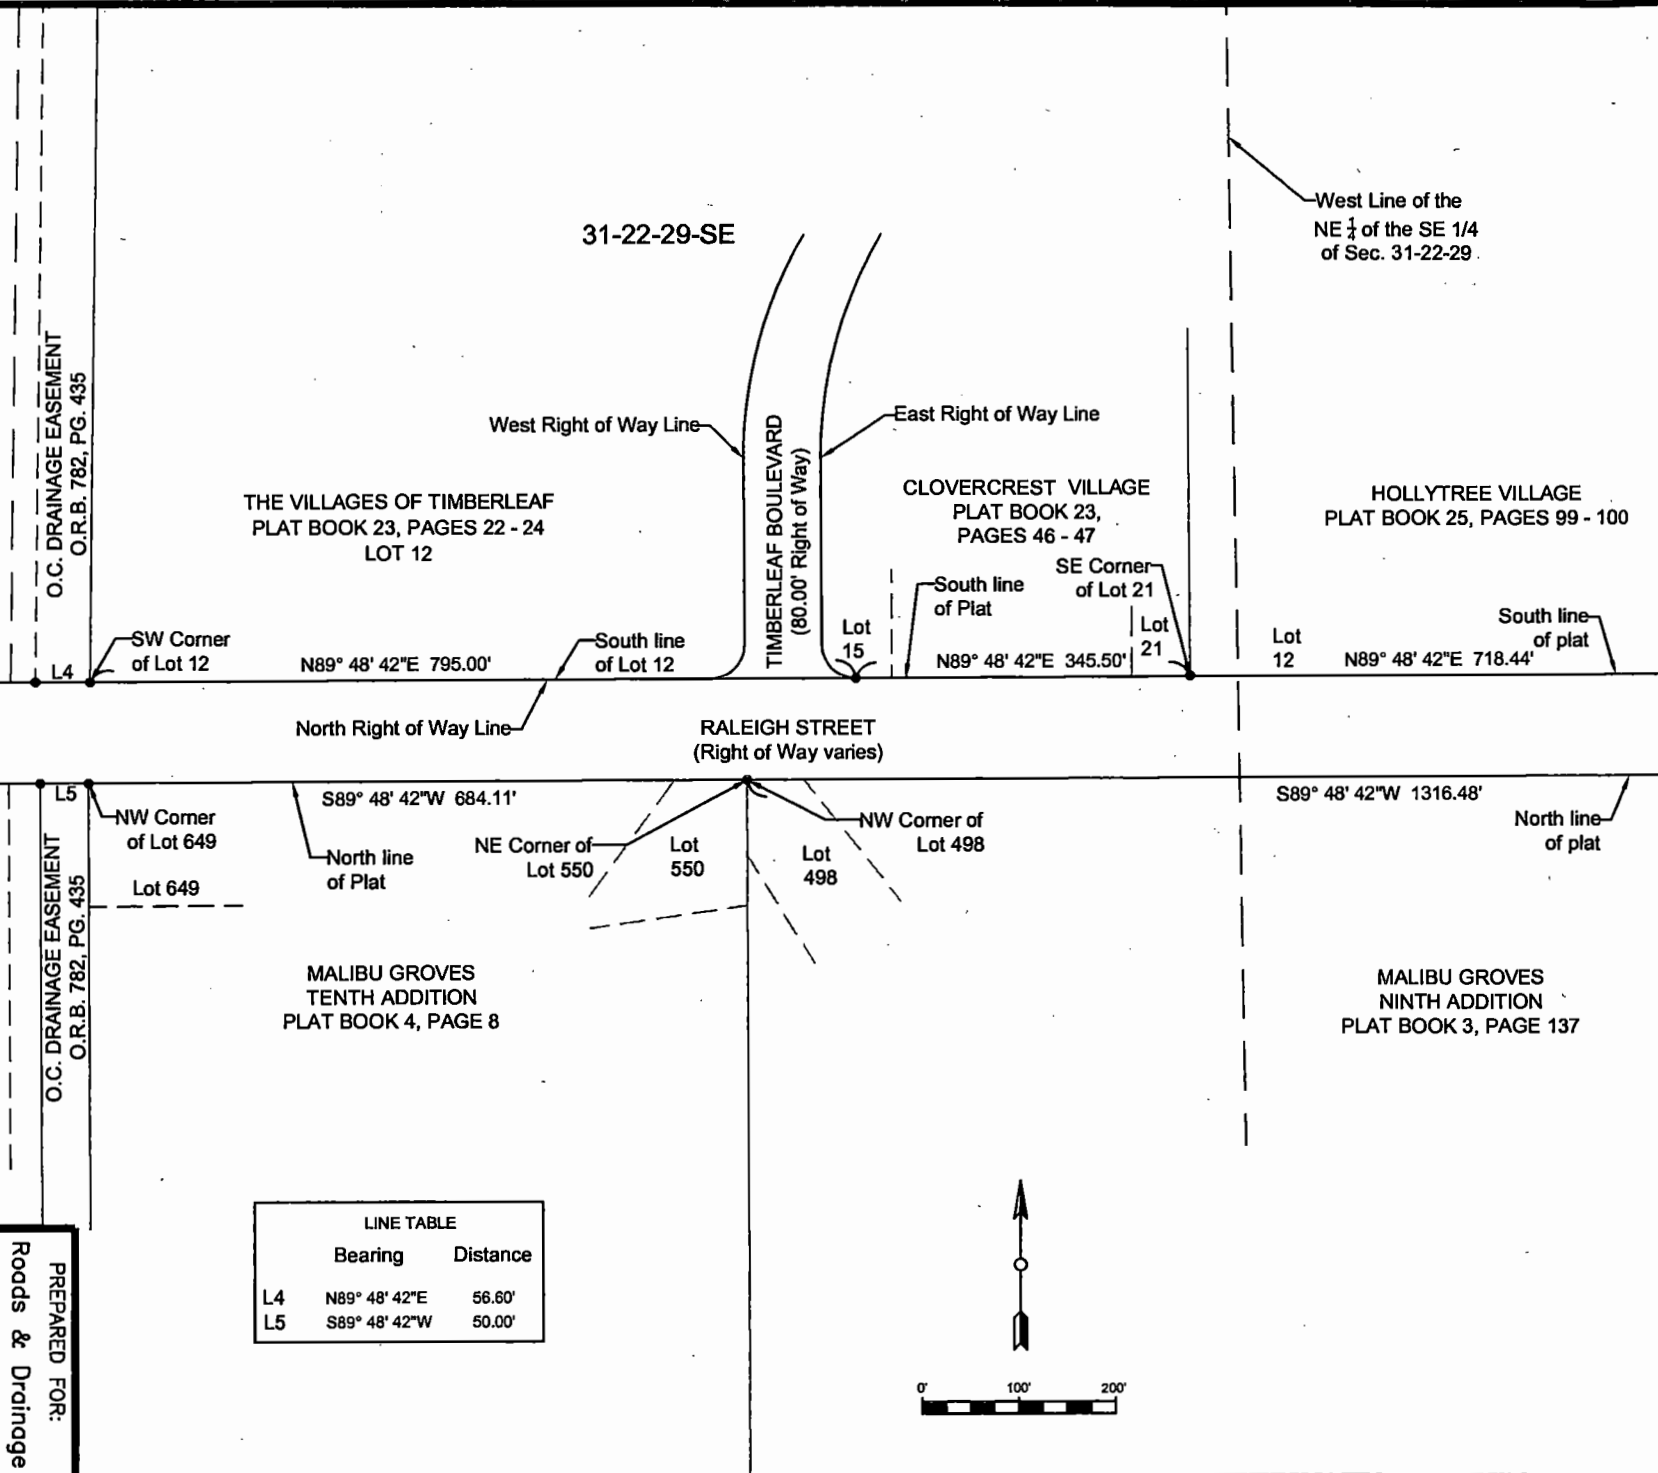 31-22-29-SE
West Line of the
NE 1/4 of the SE 1/4
of Sec. 31-22-29
O.C. DRAINAGE EASEMENT
O.R.B. 782, PG. 435
West Right of Way Line
East Right of Way Line
TIMBERLEAF BOULEVARD
(80.00' Right of Way)
THE VILLAGES OF TIMBERLEAF
PLAT BOOK 23, PAGES 22 - 24
LOT 12
CLOVERCREST VILLAGE
PLAT BOOK 23,
PAGES 46 - 47
HOLLYTREE VILLAGE
PLAT BOOK 25, PAGES 99 - 100
SE Corner
of Lot 21
South line
of Plat
SW Corner
of Lot 12
South line
of Lot 12
Lot
15
Lot
21
Lot
12
South line
of plat
L4
N89° 48' 42"E 795.00'
N89° 48' 42"E 345.50'
N89° 48' 42"E 718.44'
North Right of Way Line
RALEIGH STREET
(Right of Way varies)
L5
S89° 48' 42"W 684.11'
S89° 48' 42"W 1316.48'
NW Corner
of Lot 649
North line
of Plat
NE Corner of
Lot 550
Lot
550
Lot
498
NW Corner of
Lot 498
North line
of plat
Lot 649
O.C. DRAINAGE EASEMENT
O.R.B. 782, PG. 435
MALIBU GROVES
TENTH ADDITION
PLAT BOOK 4, PAGE 8
MALIBU GROVES
NINTH ADDITION
PLAT BOOK 3, PAGE 137
LINE TABLE
Bearing Distance
L4 N89° 48' 42"E 56.60'
L5 S89° 48' 42"W 50.00'
0' 100' 200'
PREPARED FOR:
Roads & Drainage